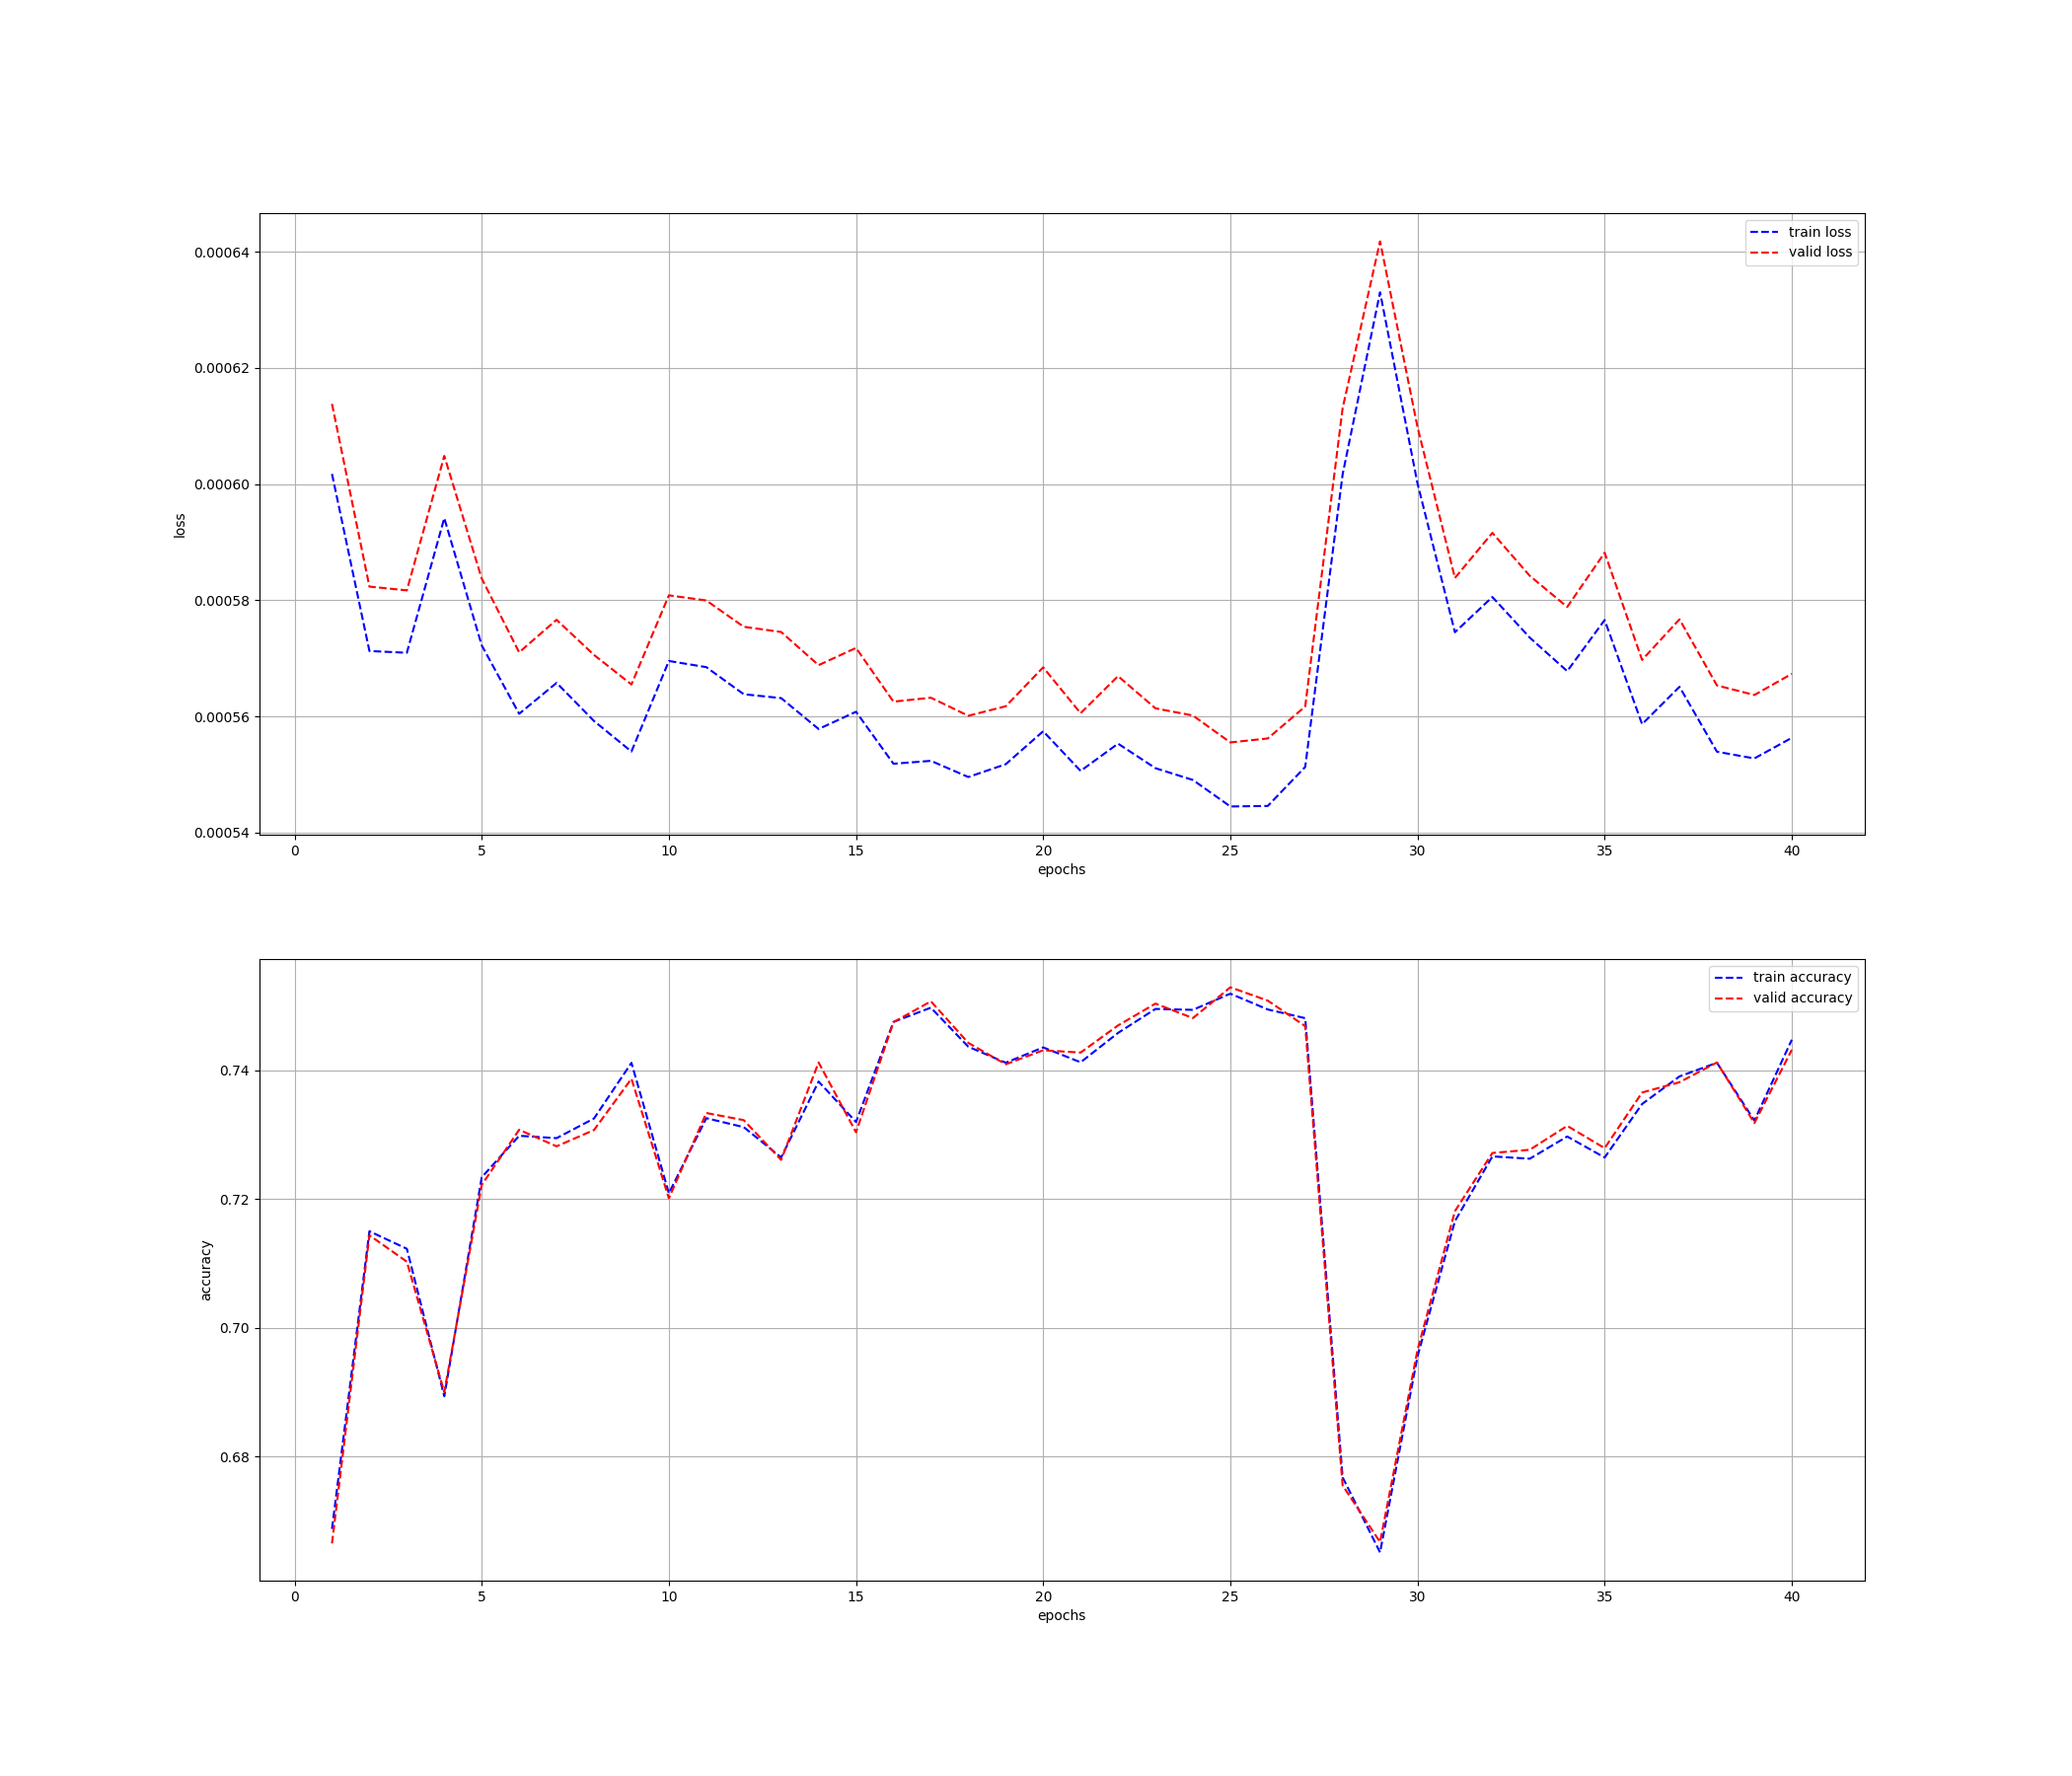 train loss
valid loss
0.00064
0.00062
0.00060
0.00058
0.00056
0.00054
loss
0 5 10 15 20 25 30 35 40
epochs
train accuracy
valid accuracy
0.74
0.72
0.70
0.68
accuracy
0 5 10 15 20 25 30 35 40
epochs